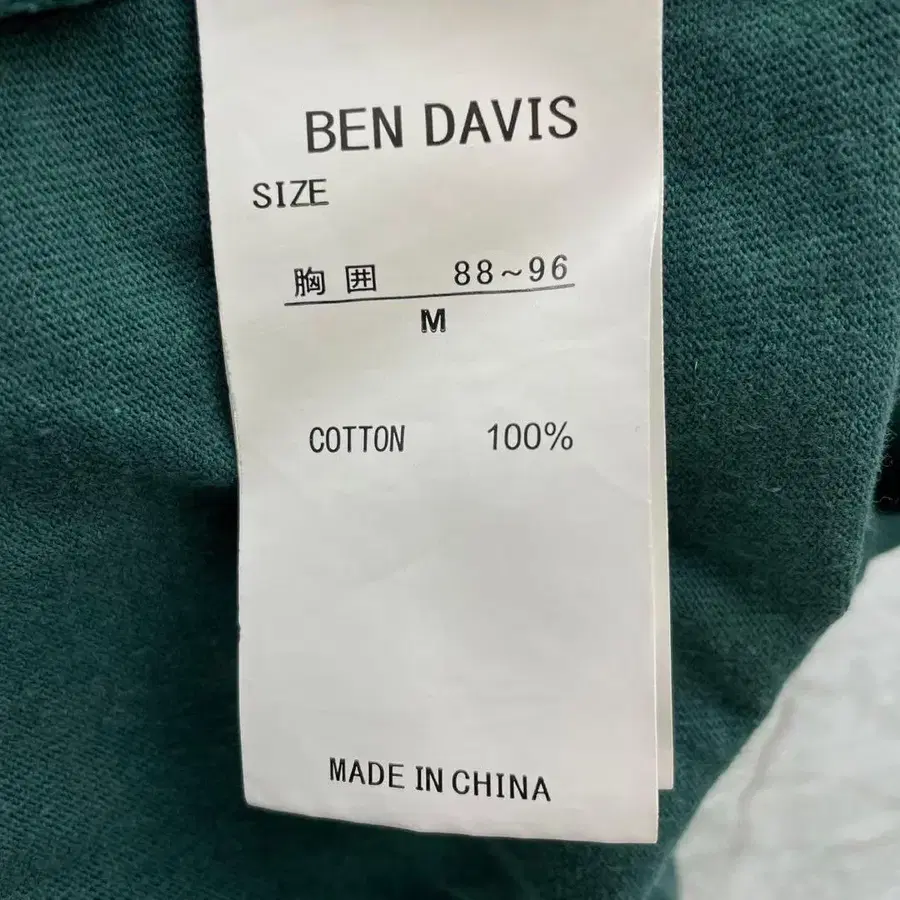 BEN DAVIS
SIZE
胸囲 88~96
M
COTTON 100%
MADE IN CHINA